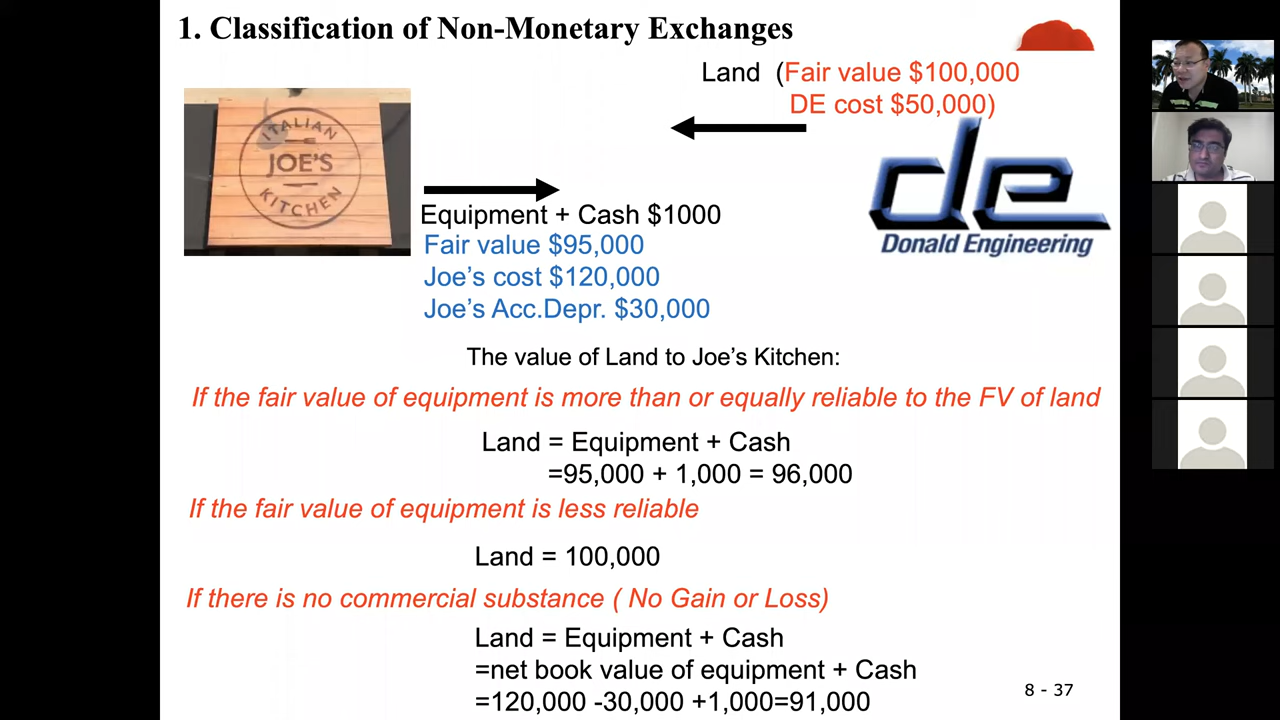 1. Classification of Non-Monetary Exchanges
Land (Fair value $100,000
DE cost $50,000)
ITALIAN
JOE'S
KITCHEN
de
Donald Engineering
Equipment + Cash $1000
Fair value $95,000
Joe’s cost $120,000
Joe’s Acc.Depr. $30,000
The value of Land to Joe’s Kitchen:
If the fair value of equipment is more than or equally reliable to the FV of land
Land = Equipment + Cash
=95,000 + 1,000 = 96,000
If the fair value of equipment is less reliable
Land = 100,000
If there is no commercial substance ( No Gain or Loss)
Land = Equipment + Cash
=net book value of equipment + Cash
=120,000 -30,000 +1,000=91,000
8 - 37